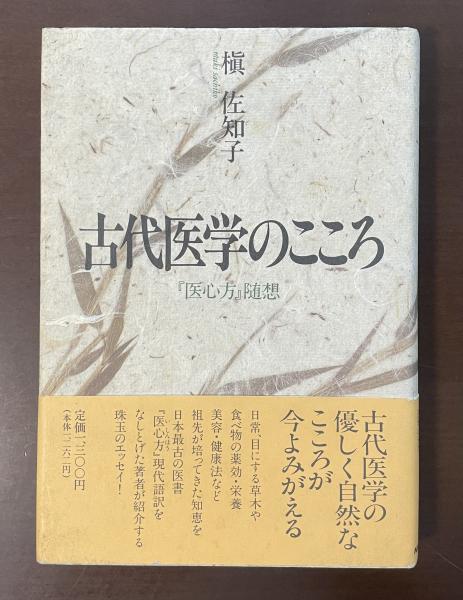 槇 佐知子
maki sachiko
古代医学のこころ
『医心方』随想
古代医学の
優しく自然な
こころが
今よみがえる
日常、目にする草木や
食べ物の薬効・栄養
美容・健康法など
祖先が培ってきた知恵を
日本最古の医書
『医心方』現代語訳を
なしとげた著者が紹介する
珠玉のエッセイ!
定価一三〇〇円
(本体一二六二円)